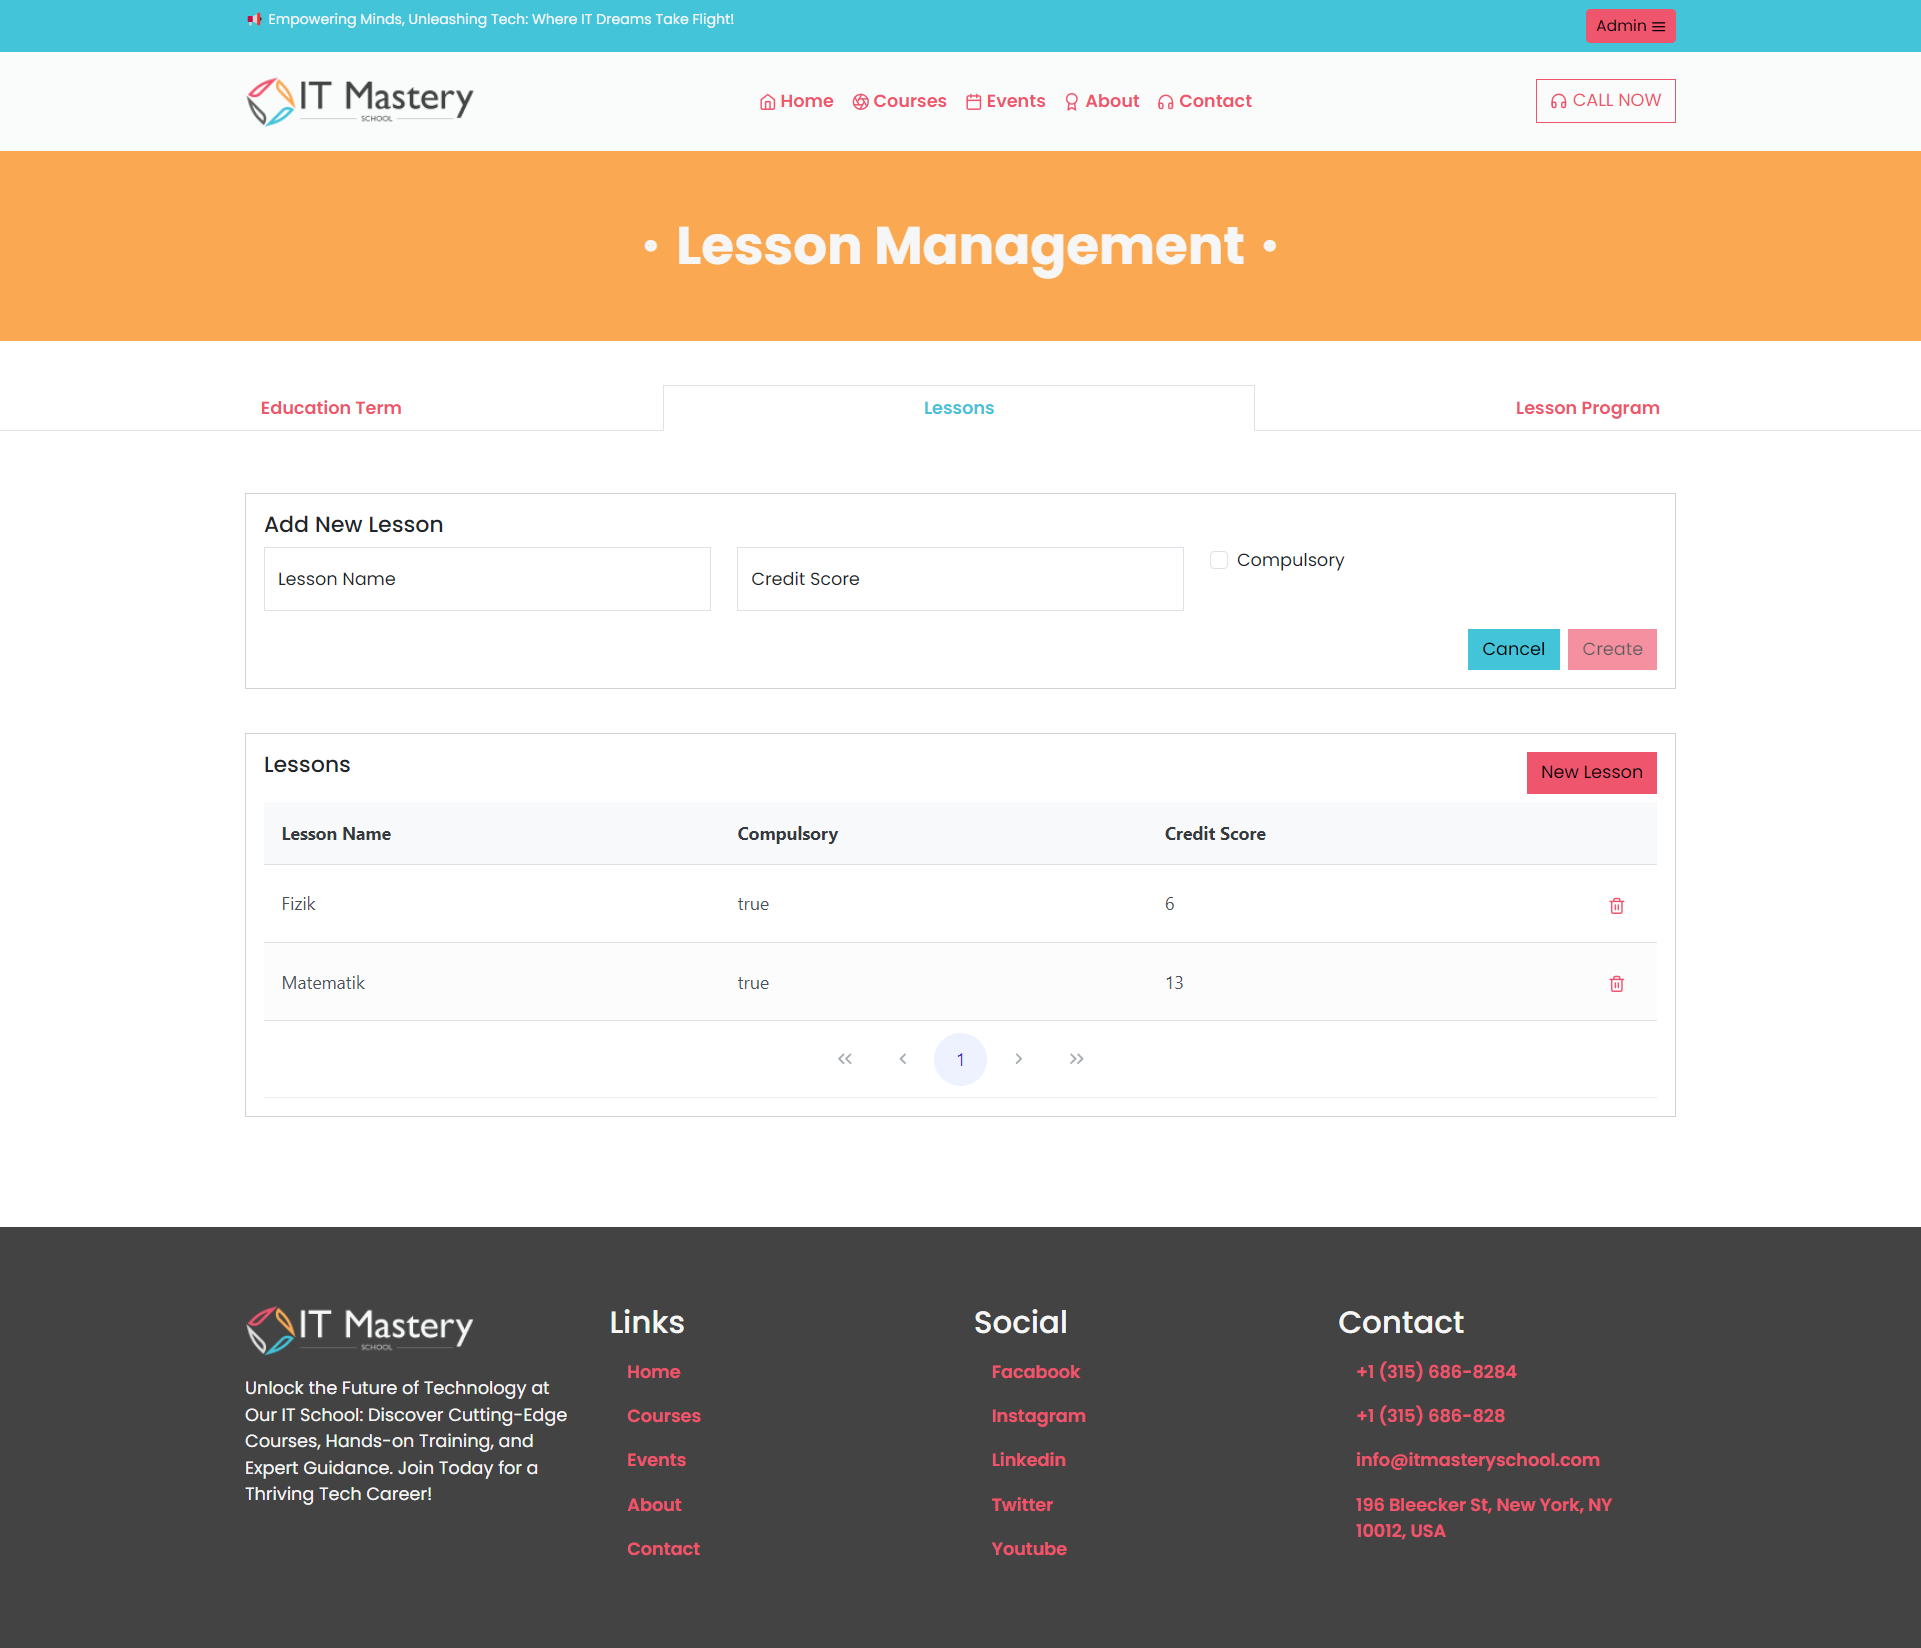 Empowering Minds, Unleashing Tech: Where IT Dreams Take Flight!
Admin
IT Mastery
SCHOOL
Home Courses Events About Contact
CALL NOW
• Lesson Management •
Education Term
Lessons
Lesson Program
Add New Lesson
Lesson Name
Credit Score
Compulsory
Cancel
Create
Lessons
New Lesson
Lesson Name Compulsory Credit Score
Fizik true 6
Matematik true 13
1
IT Mastery
SCHOOL
Unlock the Future of Technology at
Our IT School: Discover Cutting-Edge
Courses, Hands-on Training, and
Expert Guidance. Join Today for a
Thriving Tech Career!
Links
Home
Courses
Events
About
Contact
Social
Facabook
Instagram
Linkedin
Twitter
Youtube
Contact
+1 (315) 686-8284
+1 (315) 686-828
info@itmasteryschool.com
196 Bleecker St, New York, NY
10012, USA